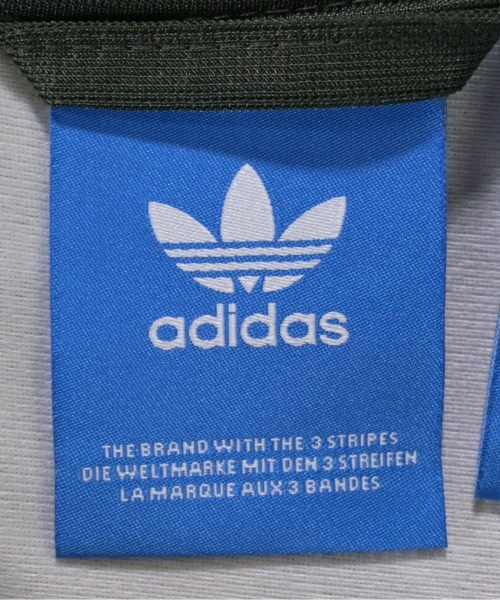 adidas
THE BRAND WITH THE 3 STRIPES
DIE WELTMARKE MIT DEN 3 STREIFEN
LA MARQUE AUX 3 BANDES